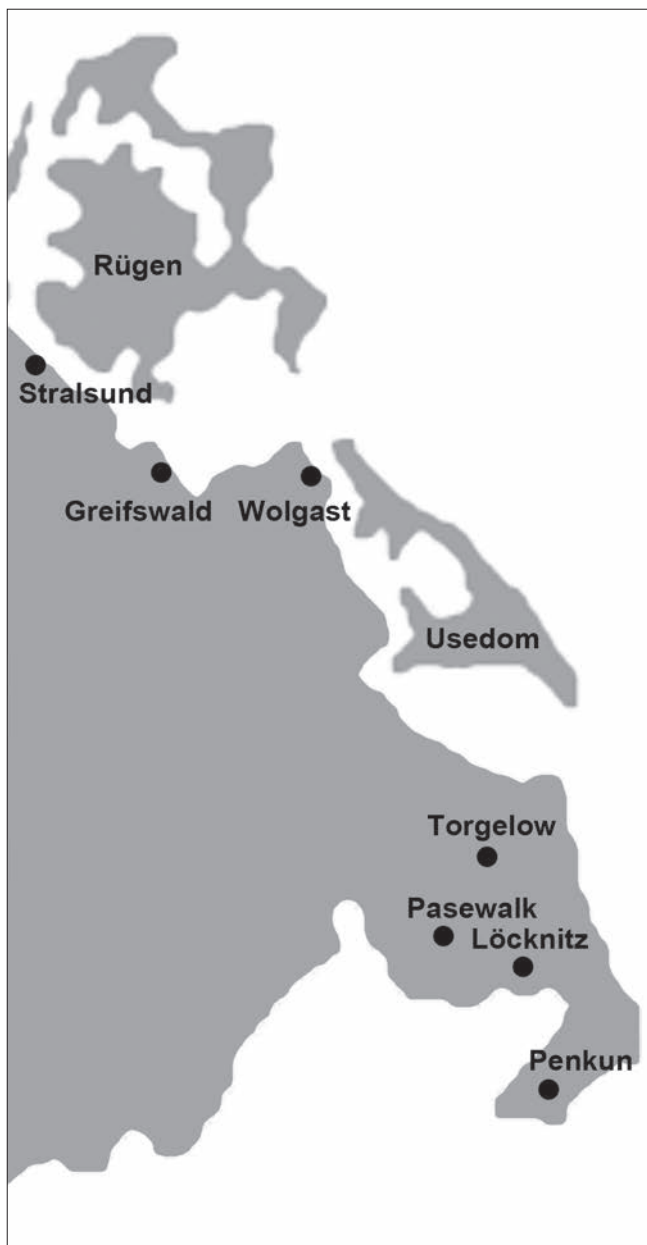 Rügen
Stralsund
Greifswald Wolgast
Usedom
Torgelow
Pasewalk
Löcknitz
Penkun